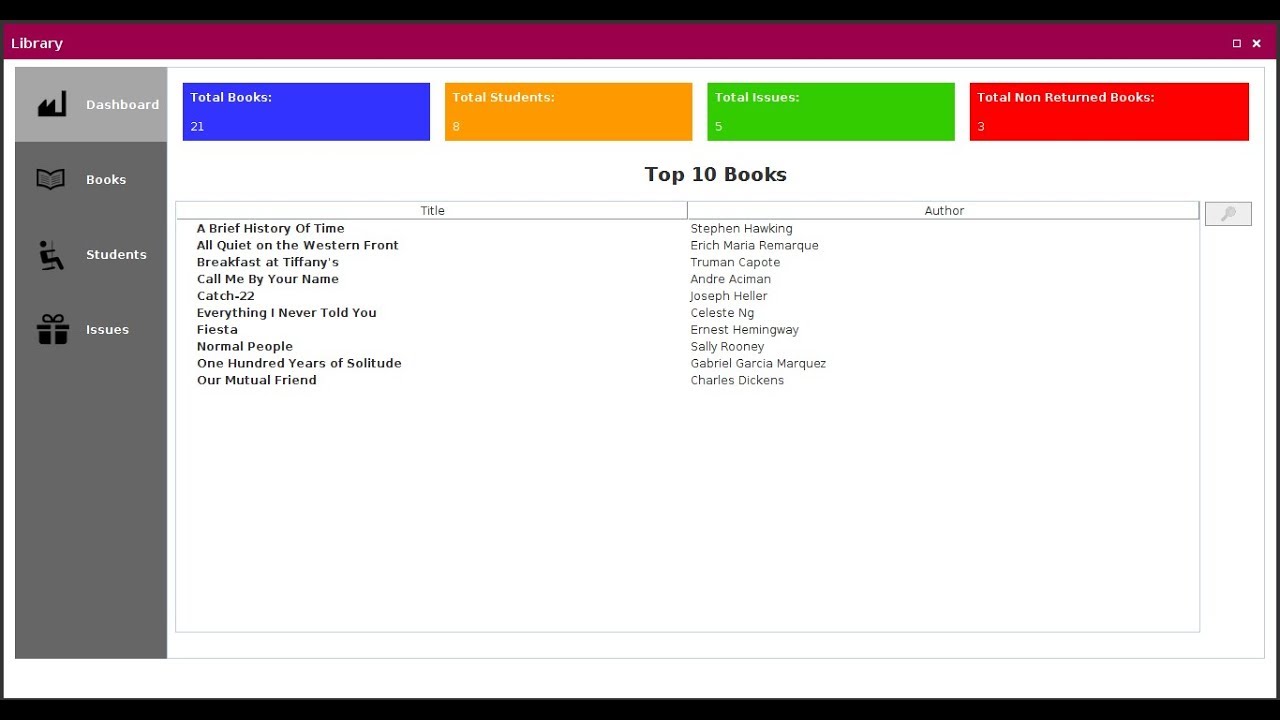 Library
Dashboard
Books
Students
Issues
Total Books:
21
Total Students:
8
Total Issues:
5
Total Non Returned Books:
3
Top 10 Books
Title Author
A Brief History Of Time Stephen Hawking
All Quiet on the Western Front Erich Maria Remarque
Breakfast at Tiffany's Truman Capote
Call Me By Your Name Andre Aciman
Catch-22 Joseph Heller
Everything I Never Told You Celeste Ng
Fiesta Ernest Hemingway
Normal People Sally Rooney
One Hundred Years of Solitude Gabriel Garcia Marquez
Our Mutual Friend Charles Dickens